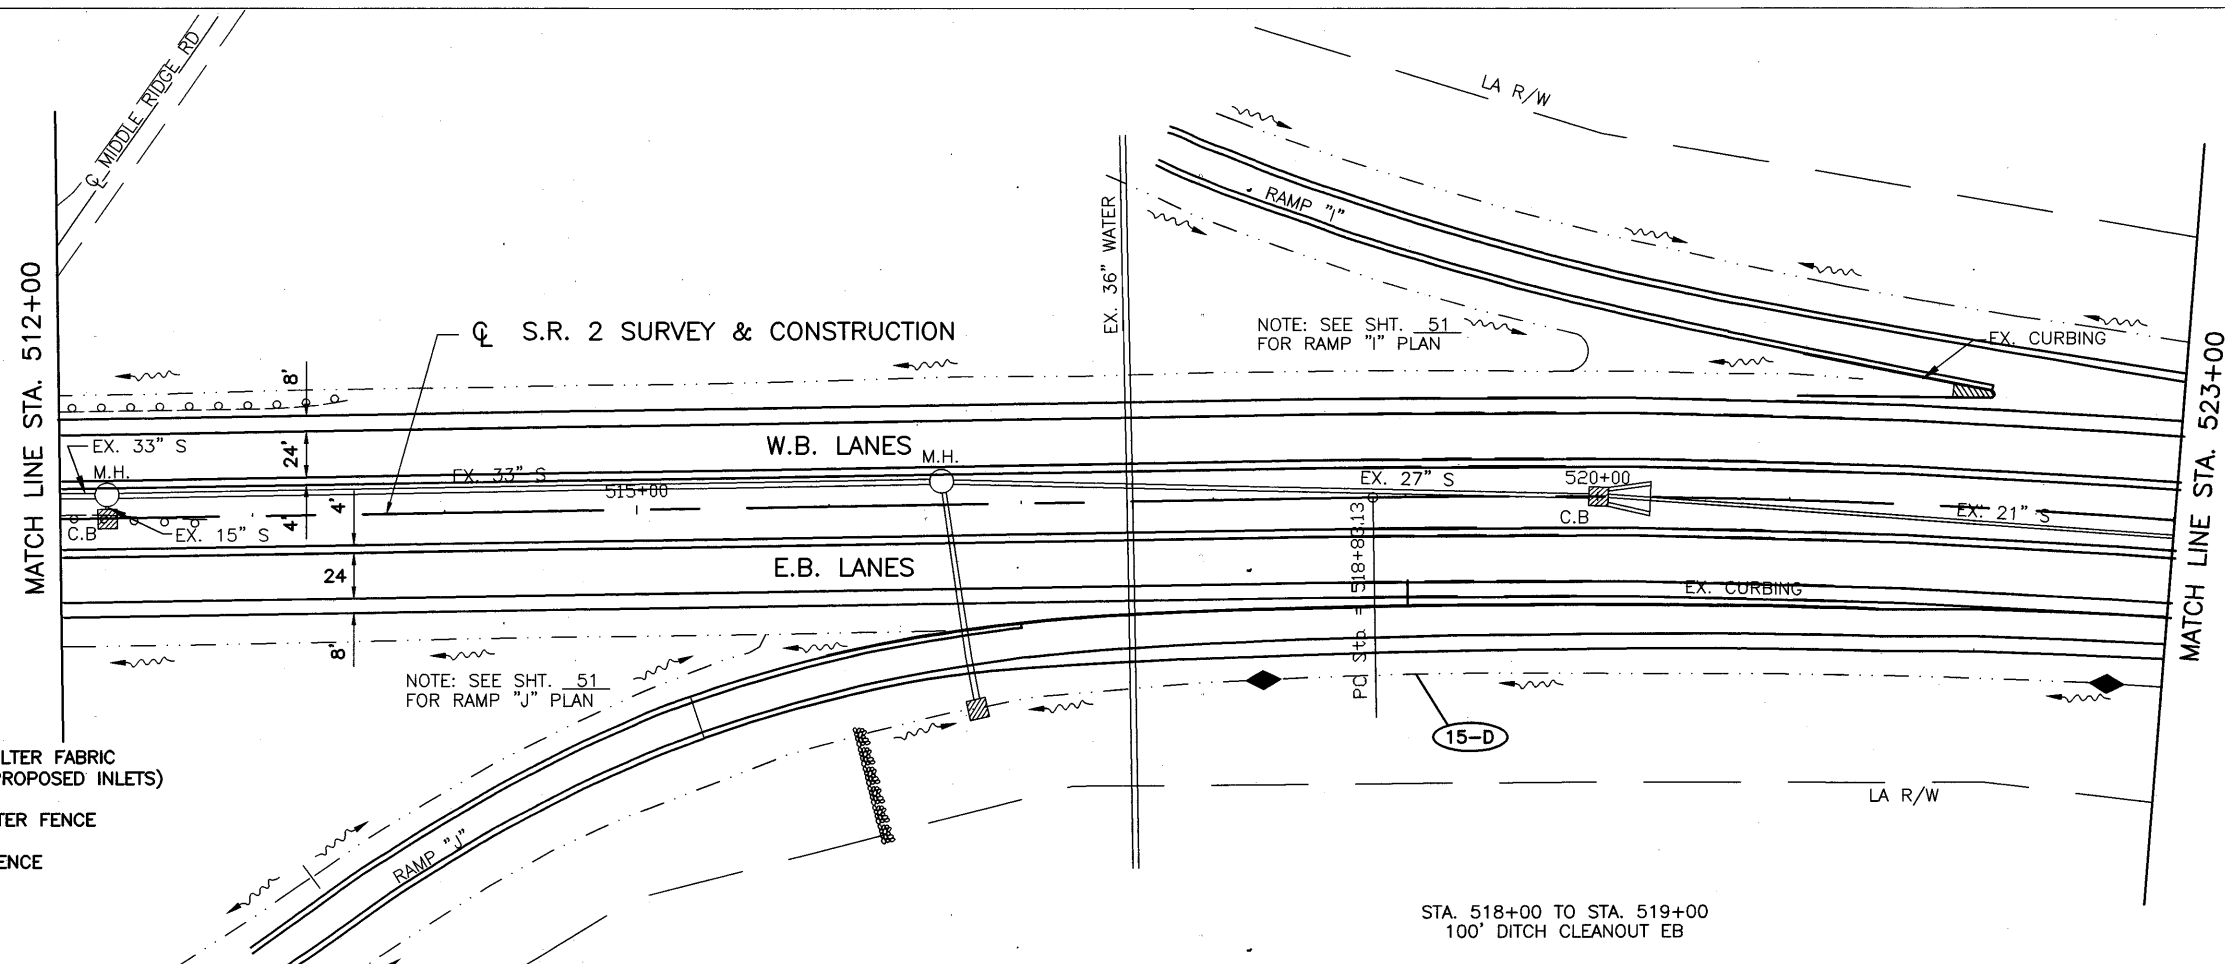 ℄ MIDDLE RIDGE RD
LA R/W
RAMP "I"
EX. 36" WATER
MATCH LINE STA. 512+00
℄ S.R. 2 SURVEY & CONSTRUCTION
NOTE: SEE SHT. 51
FOR RAMP "I" PLAN
EX. CURBING
MATCH LINE STA. 523+00
8'
EX. 33" S
24'
W.B. LANES
M.H.
M.H.
EX. 33" S
515+00
EX. 27" S
520+00
C.B
EX. 15" S
4'
4'
C.B
EX. 21" S
24
E.B. LANES
PC Sta = 518+83.13
EX. CURBING
8'
NOTE: SEE SHT. 51
FOR RAMP "J" PLAN
15-D
LTER FABRIC
PROPOSED INLETS)
TER FENCE
ENCE
RAMP "J"
LA R/W
STA. 518+00 TO STA. 519+00
100' DITCH CLEANOUT EB